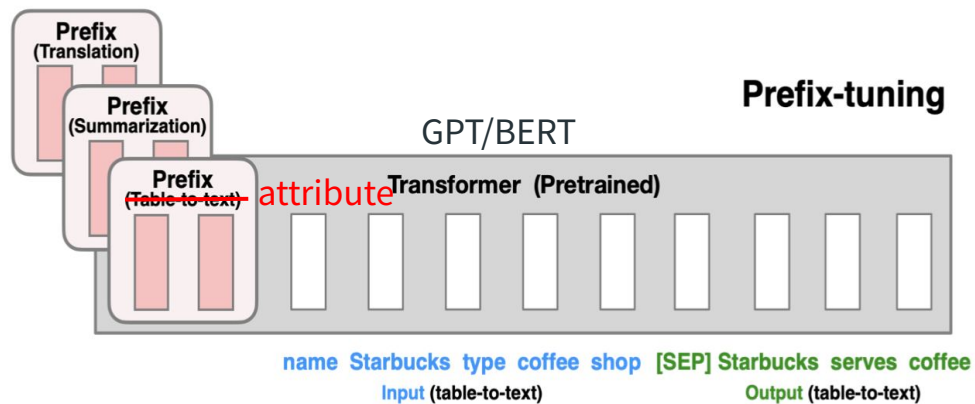 Prefix
(Translation)
Prefix
(Summarization)
Prefix-tuning
GPT/BERT
Prefix
(Table-to-text)
attribute
Transformer (Pretrained)
name Starbucks type coffee shop [SEP] Starbucks serves coffee
Input (table-to-text) Output (table-to-text)